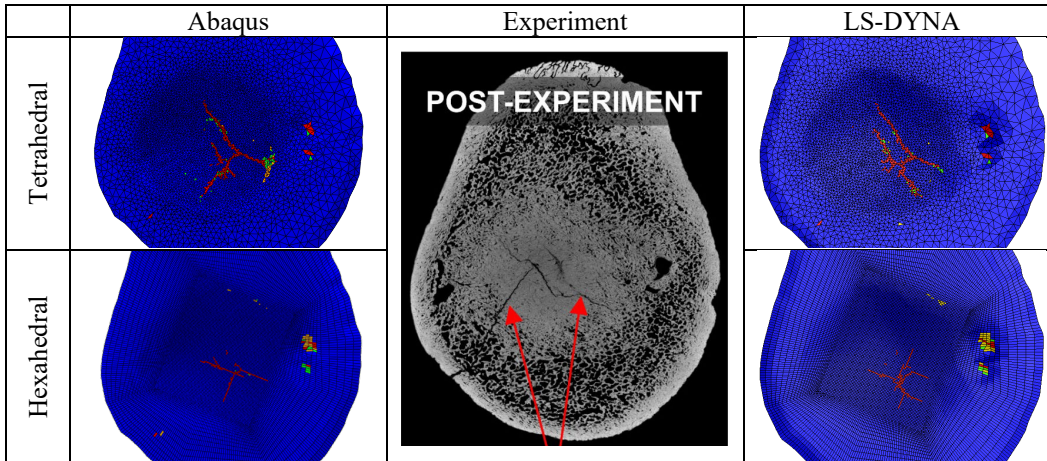 Abaqus
Experiment
LS-DYNA
Tetrahedral
POST-EXPERIMENT
Hexahedral